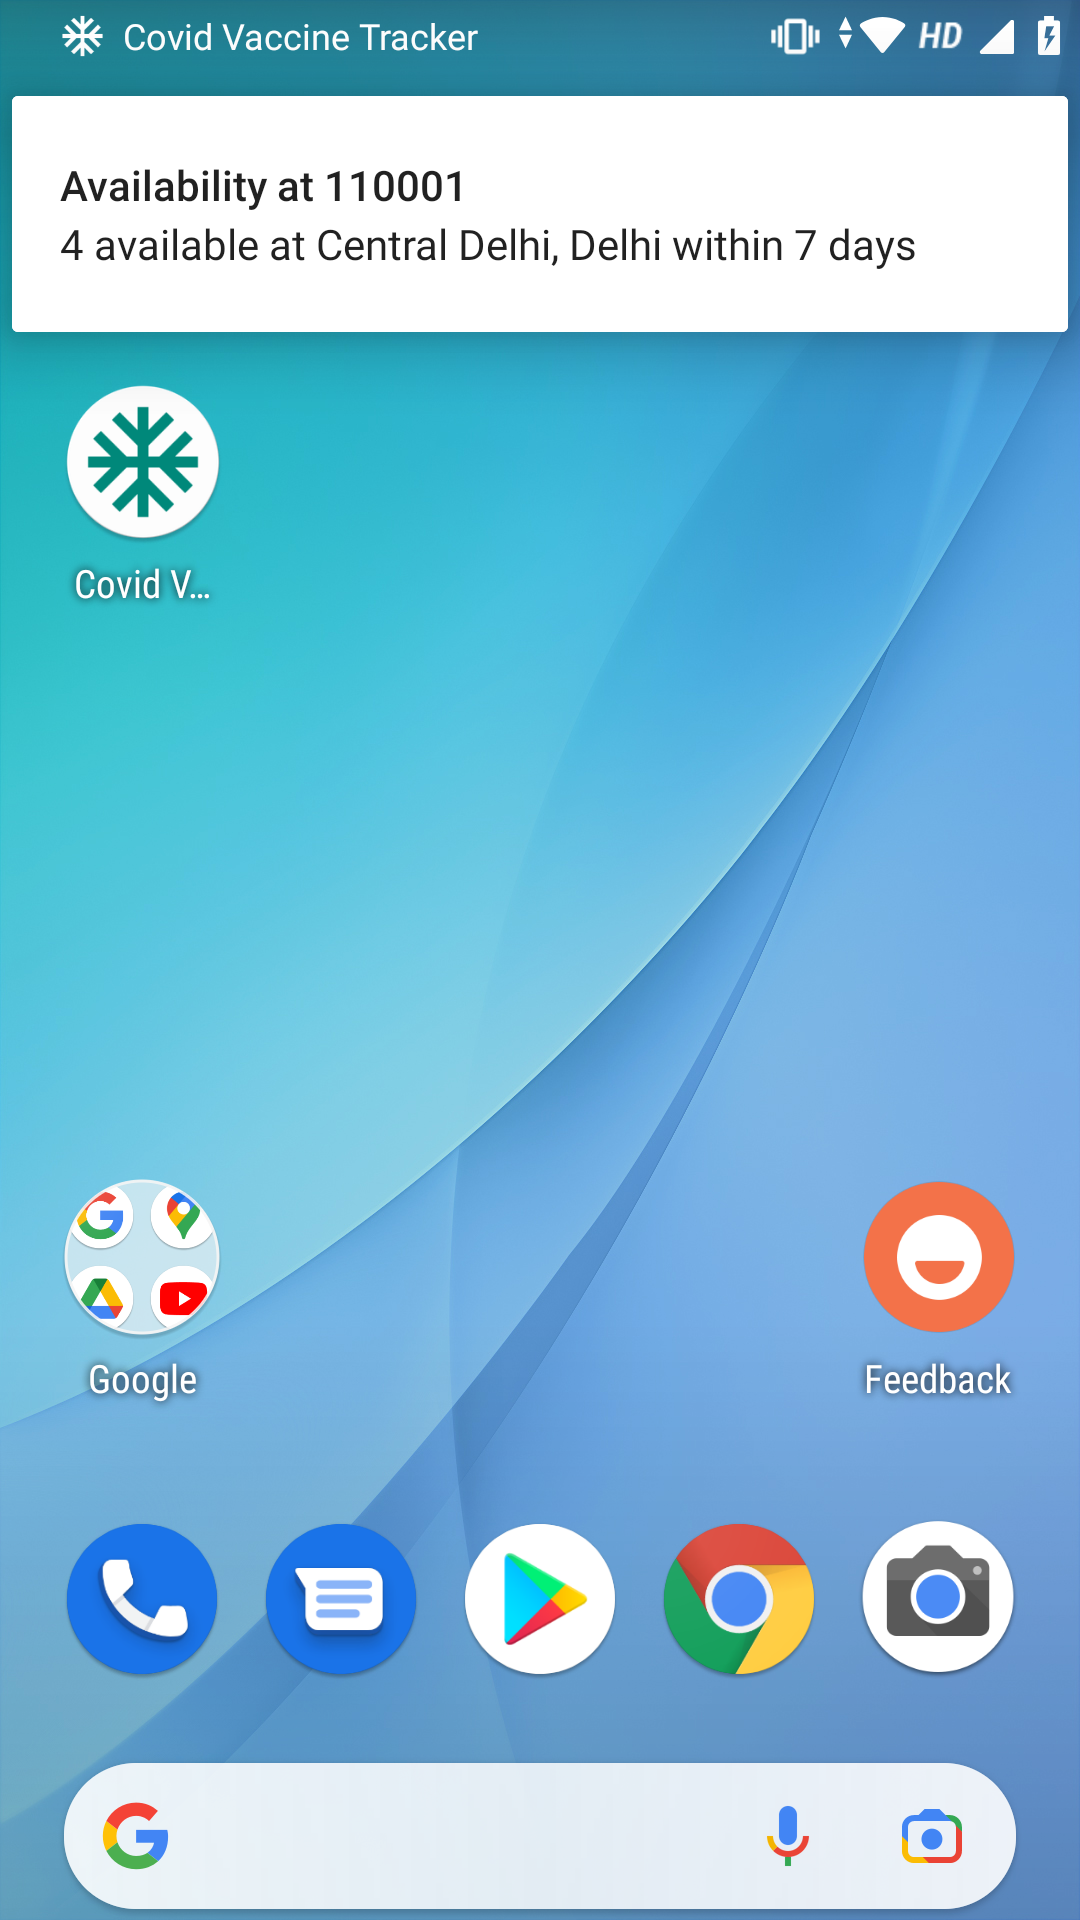 Covid Vaccine Tracker
HD
Availability at 110001
4 available at Central Delhi, Delhi within 7 days
Covid V...
Google
Feedback